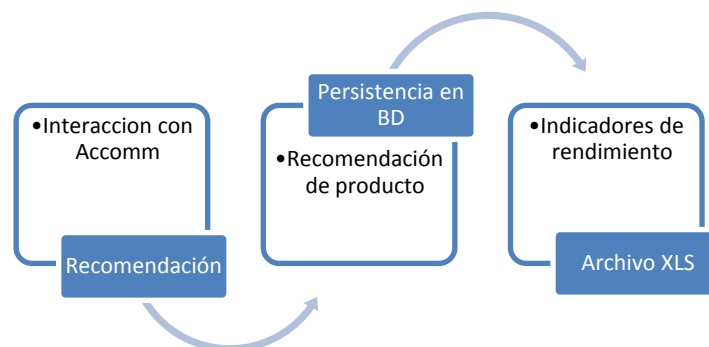 •Interaccion con
Accomm
Recomendación
Persistencia en
BD
•Recomendación
de producto
•Indicadores de
rendimiento
Archivo XLS